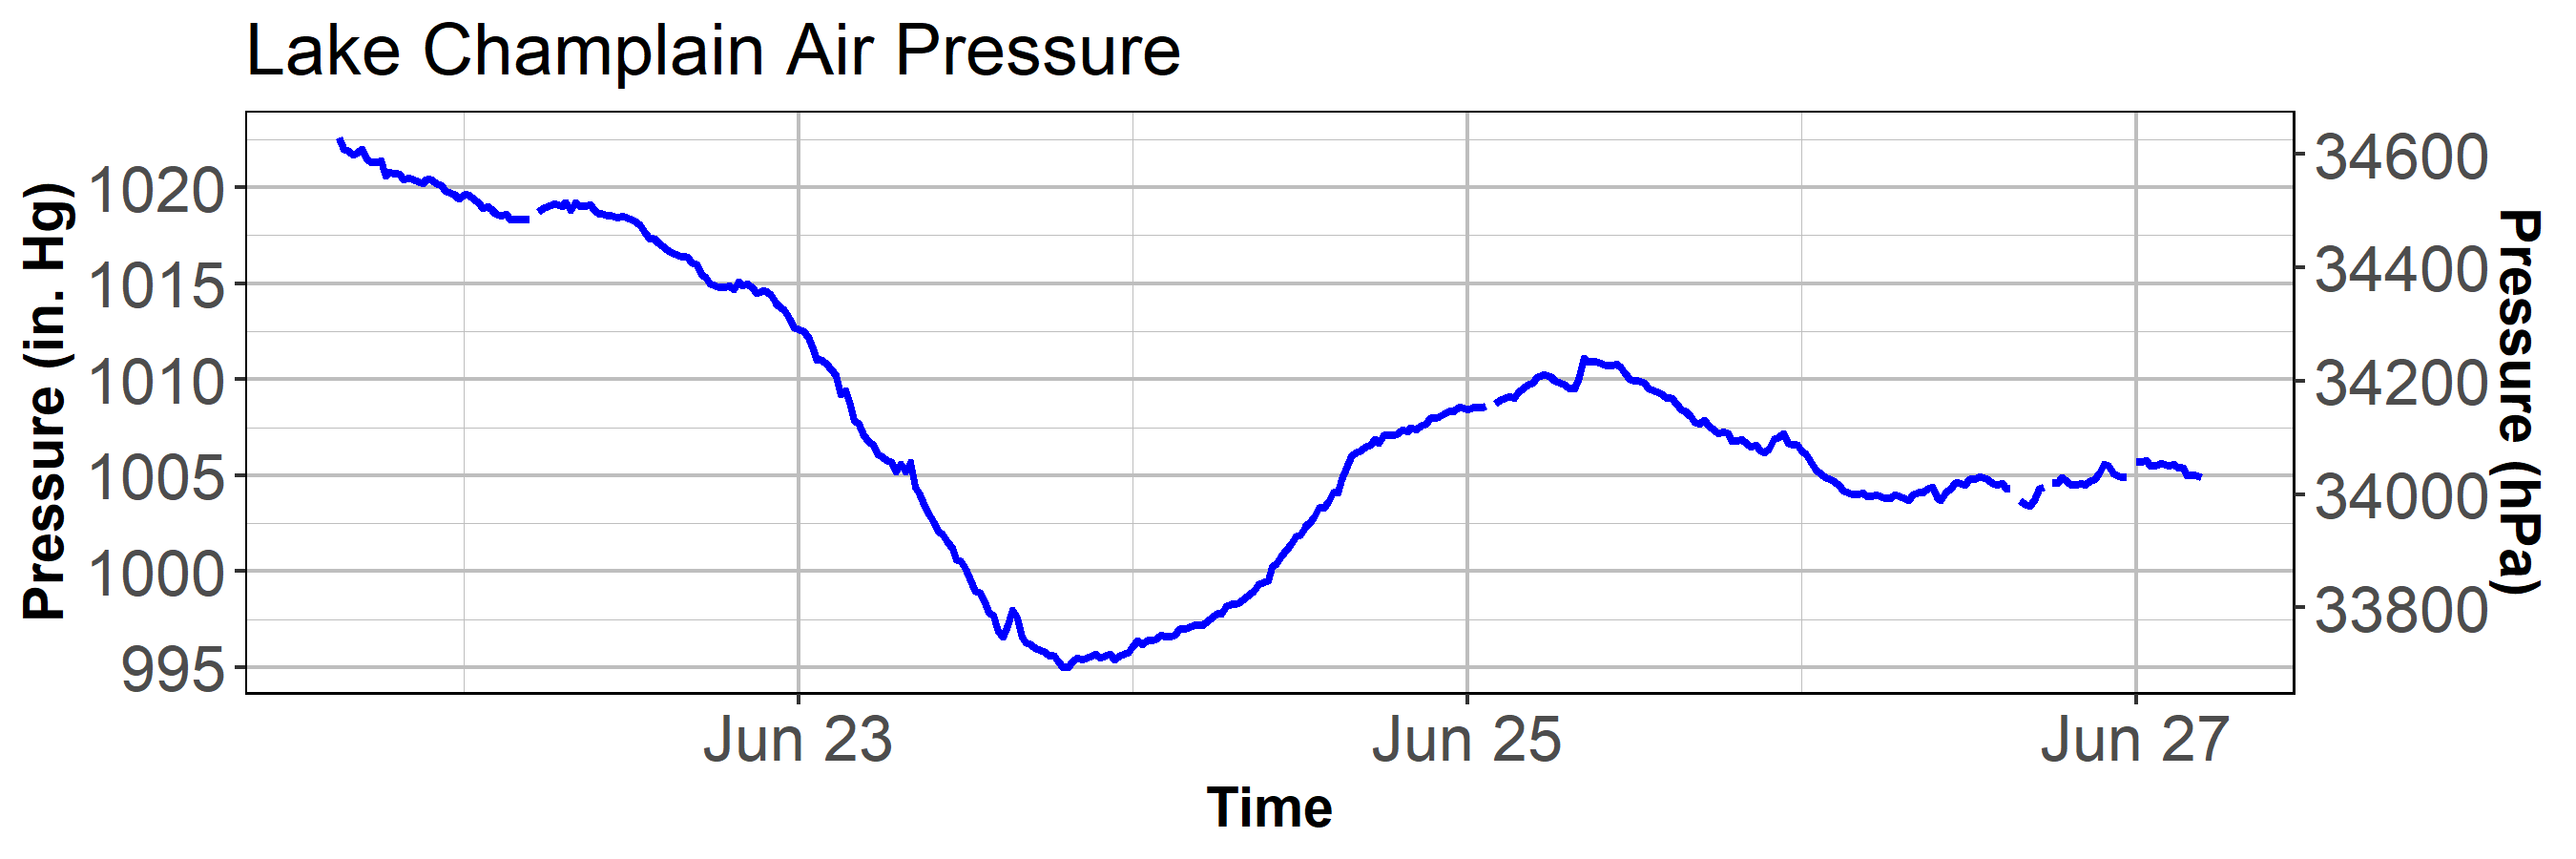 Lake Champlain Air Pressure
Pressure (in. Hg)
1020
1015
1010
1005
1000
995
34600
34400
34200
34000
33800
Pressure (hPa)
Jun 23
Jun 25
Jun 27
Time